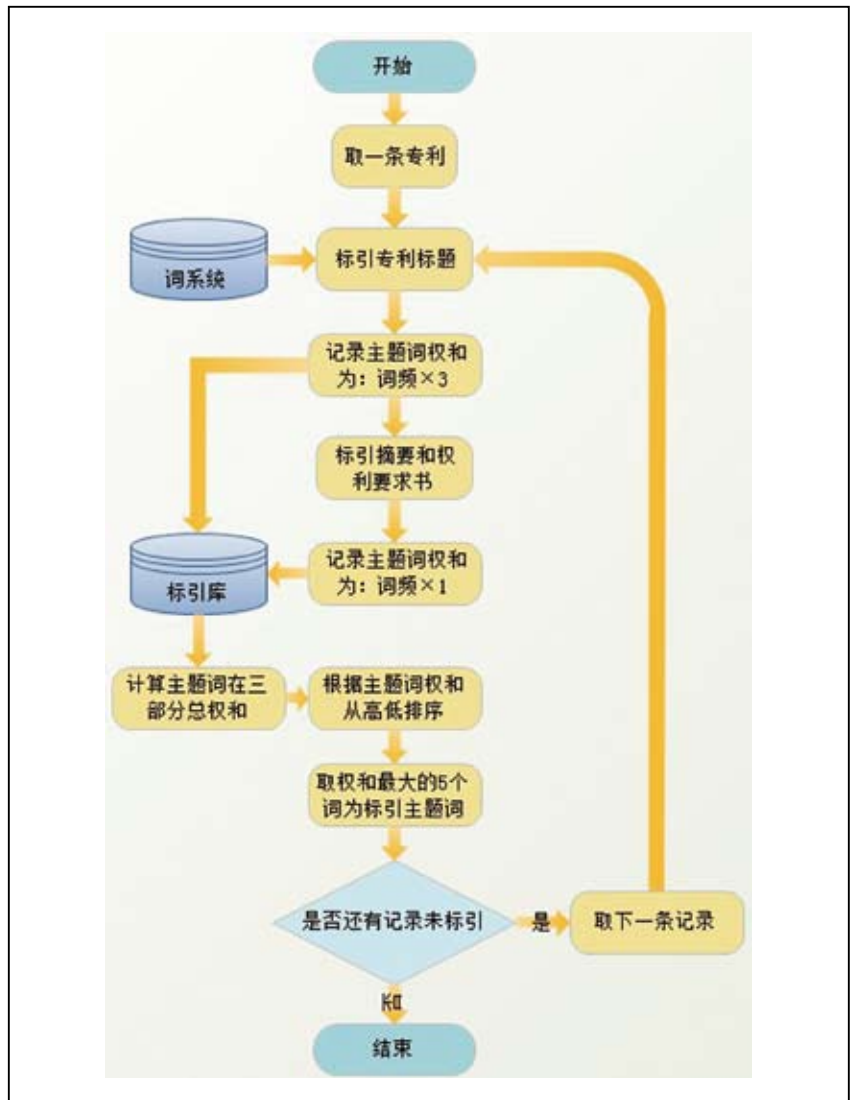 开始
取一条专利
词系统
标引专利标题
记录主题词权和
为：词频×3
标引摘要和权
利要求书
标引库
记录主题词权和
为：词频×1
计算主题词在三
部分总权和
根据主题词权和
从高低排序
取权和最大的5个
词为标引主题词
是否还有记录未标引
是
取下一条记录
否
结束